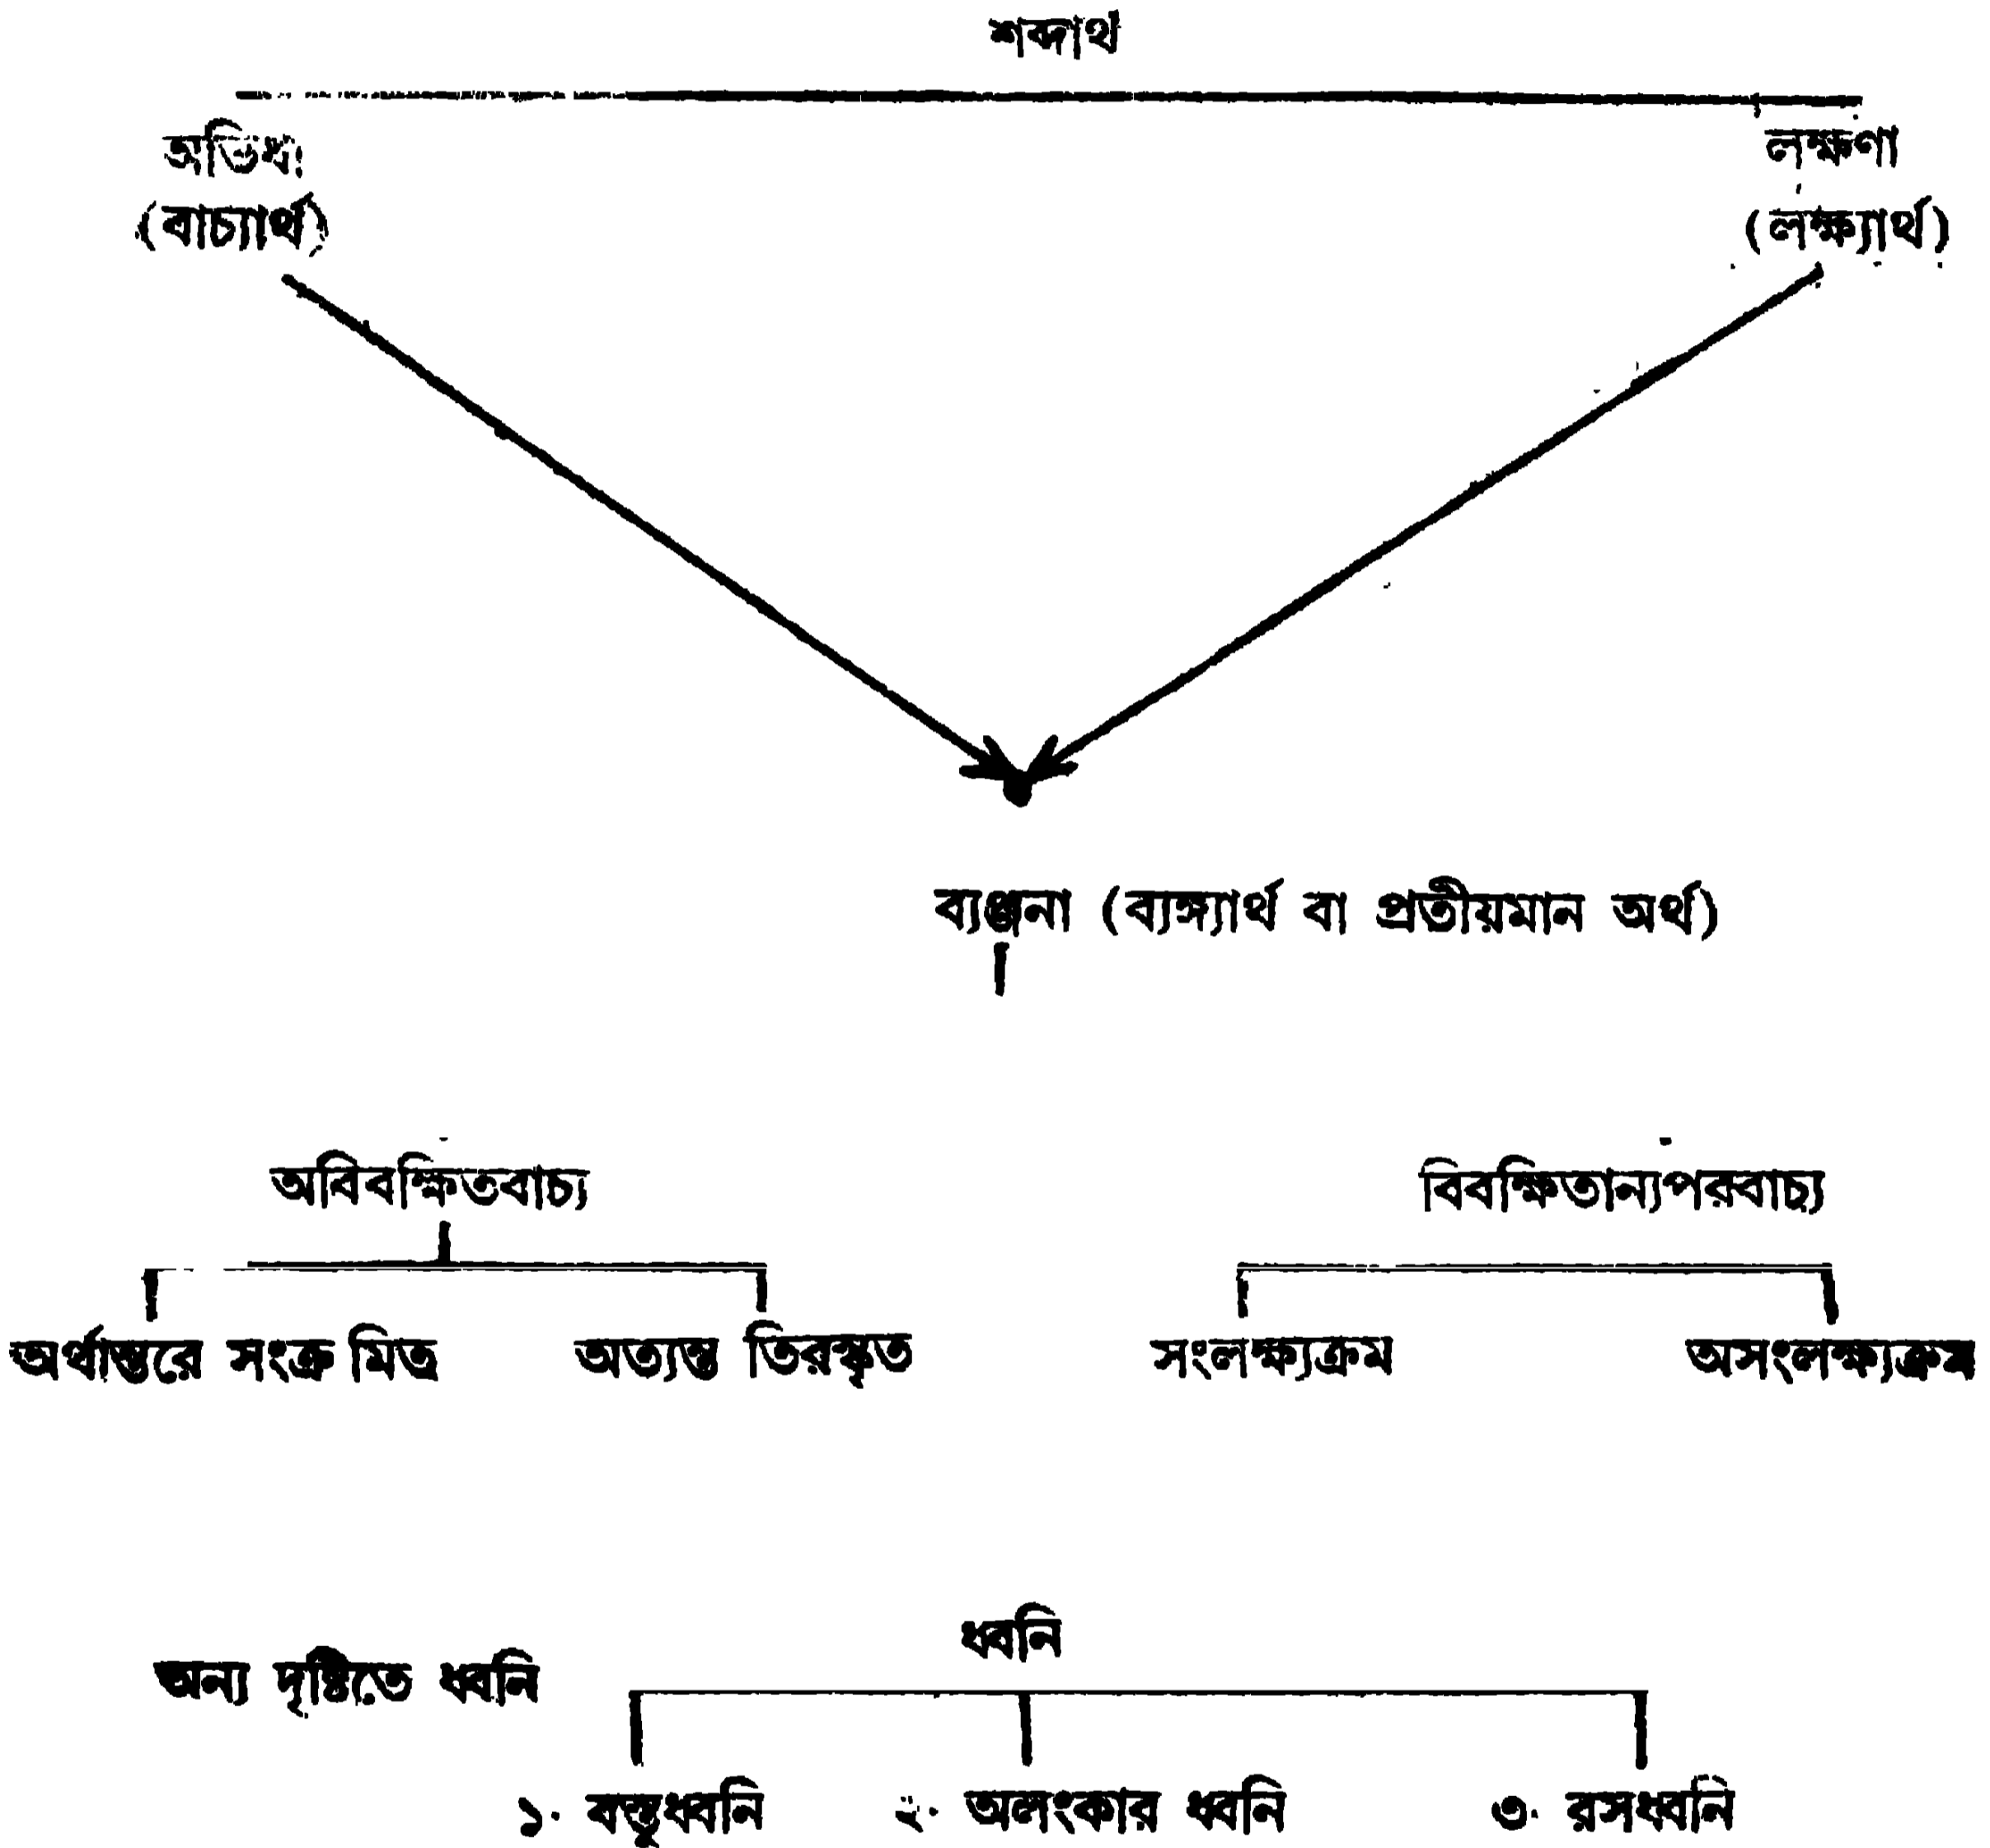 শব্দার্থ
অভিধা লক্ষণা
(বাচ্যার্থ) (লক্ষ্যার্থ)
ব্যঞ্জনা (ব্যঙ্গ্যার্থ বা প্রতীয়মান অর্থ)
অবিবক্ষিতবাচ্য বিবক্ষিতান্যপরবাচ্য
অর্থান্তরে সংক্রমিত অত্যন্ত তিরস্কৃত সংলক্ষ্যক্রম অসংলক্ষ্যক্রম
ধ্বনি
অন্য দৃষ্টিতে ধ্বনি
১. বস্তুধ্বনি ২. অলংকার ধ্বনি ৩. রসধ্বনি